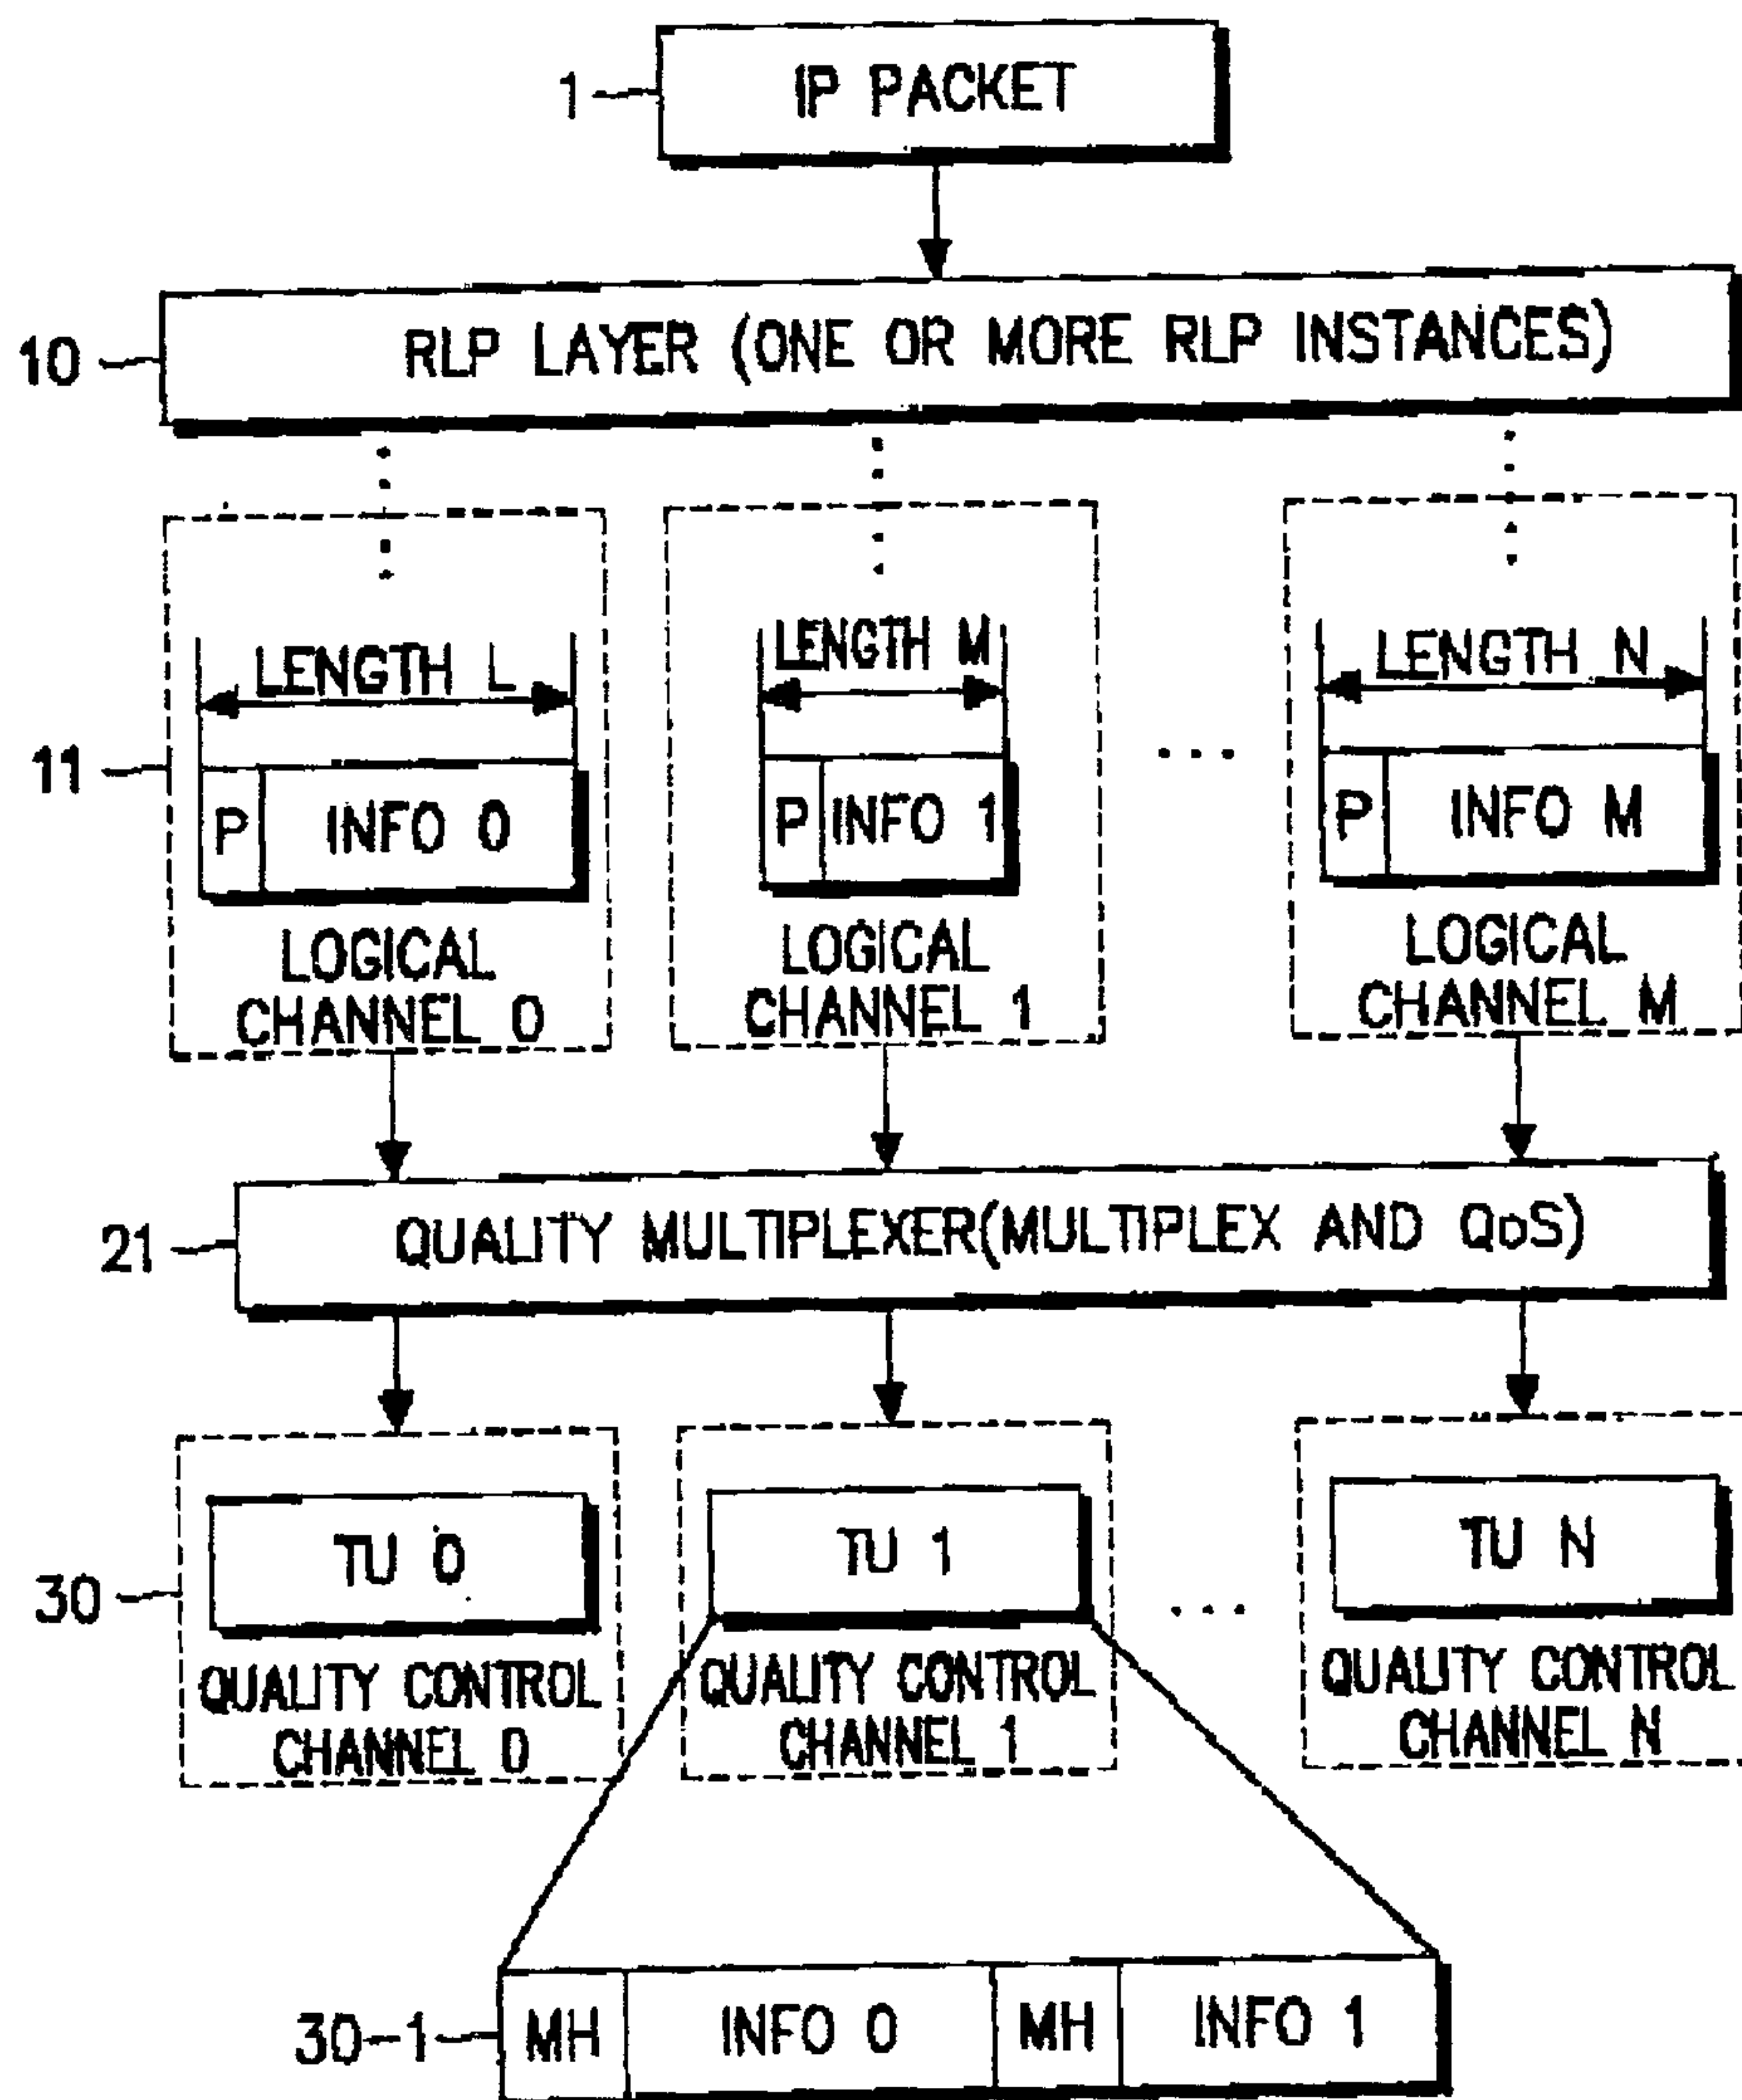 IP PACKET
1
RLP LAYER (ONE OR MORE RLP INSTANCES)
10
LENGTH L
LENGTH M
LENGTH N
11
P INFO 0
P INFO 1
...
P INFO M
LOGICAL
CHANNEL 0
LOGICAL
CHANNEL 1
LOGICAL
CHANNEL M
21
QUALITY MULTIPLEXER(MULTIPLEX AND QoS)
30
TU 0
TU 1
...
TU N
QUALITY CONTROL
CHANNEL 0
QUALITY CONTROL
CHANNEL 1
QUALITY CONTROL
CHANNEL N
30-1
MH INFO 0 MH INFO 1